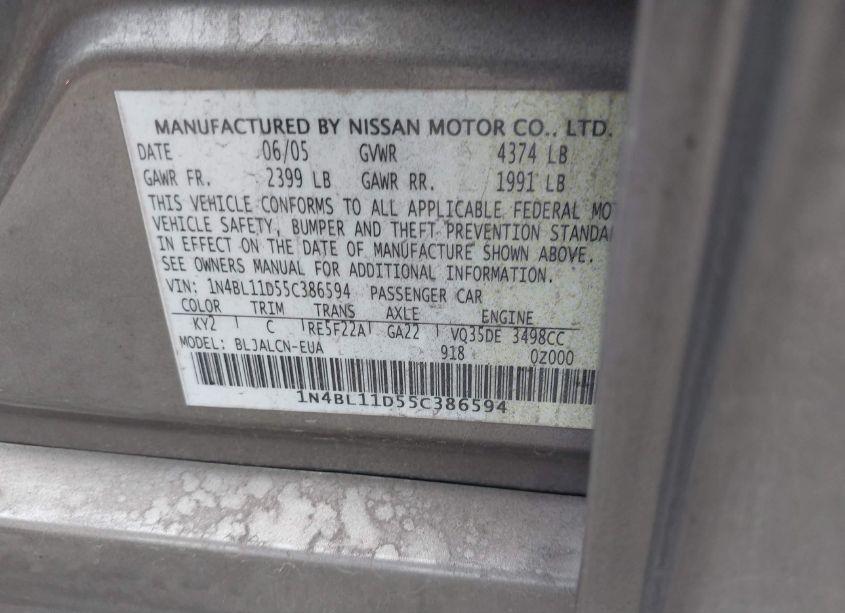 MANUFACTURED BY NISSAN MOTOR CO., LTD.
DATE 06/05 GVWR 4374 LB
GAWR FR. 2399 LB GAWR RR. 1991 LB
THIS VEHICLE CONFORMS TO ALL APPLICABLE FEDERAL MOT
VEHICLE SAFETY, BUMPER AND THEFT PREVENTION STANDA
IN EFFECT ON THE DATE OF MANUFACTURE SHOWN ABOVE.
SEE OWNERS MANUAL FOR ADDITIONAL INFORMATION.
VIN: 1N4BL11D55C386594 PASSENGER CAR
COLOR TRIM TRANS AXLE ENGINE
KY2 C RE5F22A GA22 VQ35DE 3498CC
MODEL: BLJALCN-EUA 918 0Z000
1N4BL11D55C386594